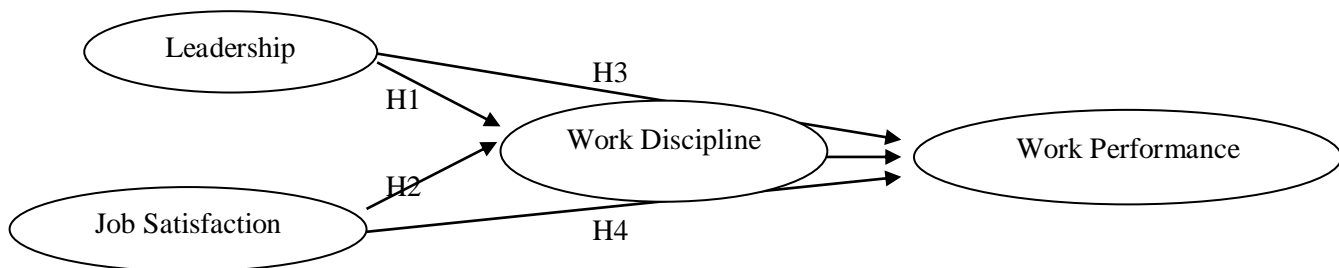 Leadership
H3
H1
Work Discipline
Work Performance
H2
Job Satisfaction
H4